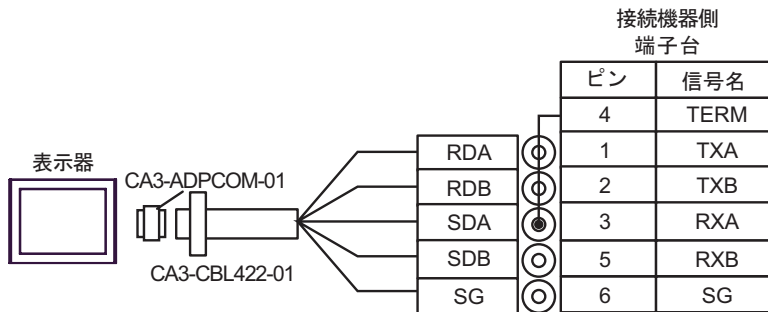 接続機器側
端子台
ピン 信号名
4 TERM
RDA 1 TXA
RDB 2 TXB
SDA 3 RXA
SDB 5 RXB
SG 6 SG
表示器
CA3-ADPCOM-01
CA3-CBL422-01